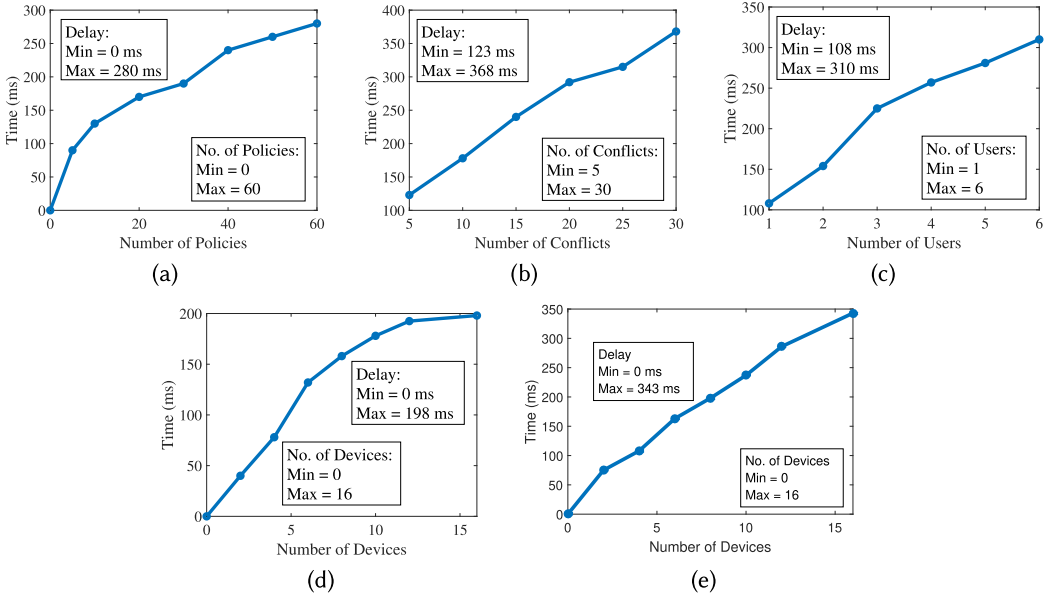 300
250
200
150
100
50
0
Time (ms)
Delay:
Min = 0 ms
Max = 280 ms
No. of Policies:
Min = 0
Max = 60
0
20
40
60
Number of Policies
(a)
400
350
300
250
200
150
100
Time (ms)
Delay:
Min = 123 ms
Max = 368 ms
No. of Conflicts:
Min = 5
Max = 30
5
10
15
20
25
30
Number of Conflicts
(b)
350
300
250
200
150
100
Time (ms)
Delay:
Min = 108 ms
Max = 310 ms
No. of Users:
Min = 1
Max = 6
1
2
3
4
5
6
Number of Users
(c)
200
150
100
50
0
Time (ms)
Delay:
Min = 0 ms
Max = 198 ms
No. of Devices:
Min = 0
Max = 16
0
5
10
15
Number of Devices
(d)
350
300
250
200
150
100
50
0
Time (ms)
Delay
Min = 0 ms
Max = 343 ms
No. of Devices
Min = 0
Max = 16
0
5
10
15
Number of Devices
(e)